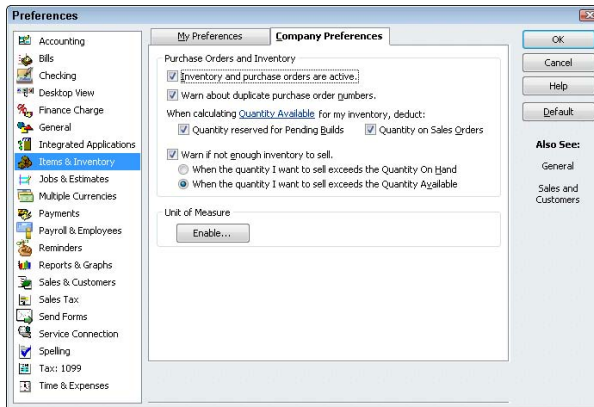 Preferences
Accounting
Bills
Checking
Desktop View
Finance Charge
General
Integrated Applications
Items & Inventory
Jobs & Estimates
Multiple Currencies
Payments
Payroll & Employees
Reminders
Reports & Graphs
Sales & Customers
Sales Tax
Send Forms
Service Connection
Spelling
Tax: 1099
Time & Expenses
My Preferences
Company Preferences
Purchase Orders and Inventory
Inventory and purchase orders are active.
Warn about duplicate purchase order numbers.
When calculating Quantity Available for my inventory, deduct:
Quantity reserved for Pending Builds
Quantity on Sales Orders
Warn if not enough inventory to sell.
When the quantity I want to sell exceeds the Quantity On Hand
When the quantity I want to sell exceeds the Quantity Available
Unit of Measure
Enable...
OK
Cancel
Help
Default
Also See:
General
Sales and
Customers